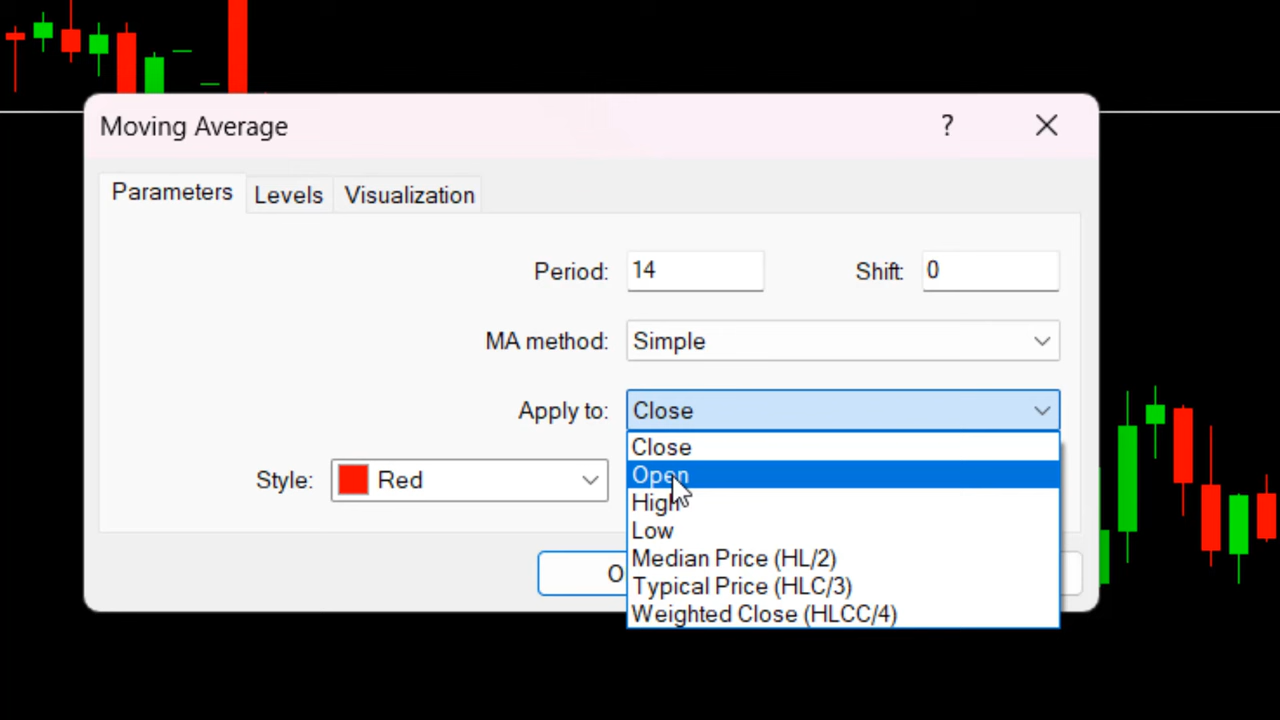 Moving Average ?
Parameters Levels Visualization
Period: 14 Shift: 0
MA method: Simple
Apply to: Close
Close
Open
High
Low
Median Price (HL/2)
Typical Price (HLC/3)
Weighted Close (HLCC/4)
Style: Red